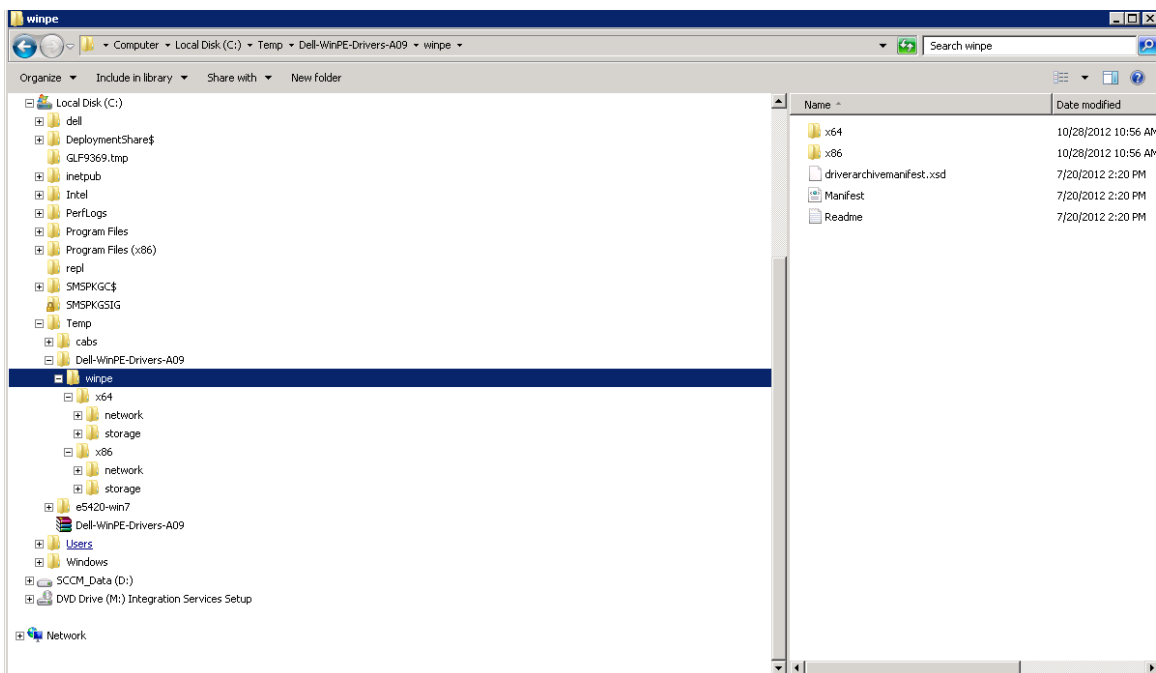 winpe
Computer Local Disk (C:) Temp Dell-WinPE-Drivers-A09 winpe
Search winpe
Organize Include in library Share with New folder
Local Disk (C:)
dell
DeploymentShare$
GLF9369.tmp
inetpub
Intel
PerfLogs
Program Files
Program Files (x86)
repl
SMSPKGC$
SMSPKGSIG
Temp
cabs
Dell-WinPE-Drivers-A09
winpe
x64
network
storage
x86
network
storage
e5420-win7
Dell-WinPE-Drivers-A09
Users
Windows
SCCM_Data (D:)
DVD Drive (M:) Integration Services Setup
Network
Name Date modified
x64 10/28/2012 10:56 AM
x86 10/28/2012 10:56 AM
driverarchivemanifest.xsd 7/20/2012 2:20 PM
Manifest 7/20/2012 2:20 PM
Readme 7/20/2012 2:20 PM